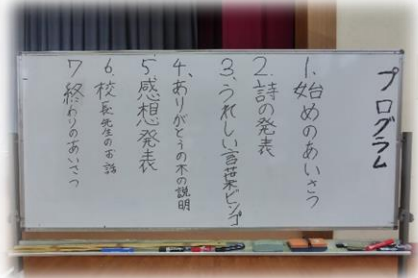 プログラム
1.始めのあいさつ
2.詩の発表
3.うれしい言葉ビンゴ
4.ありがとうの木の説明
5.感想発表
6.校長先生のお話
7.終わりのあいさつ